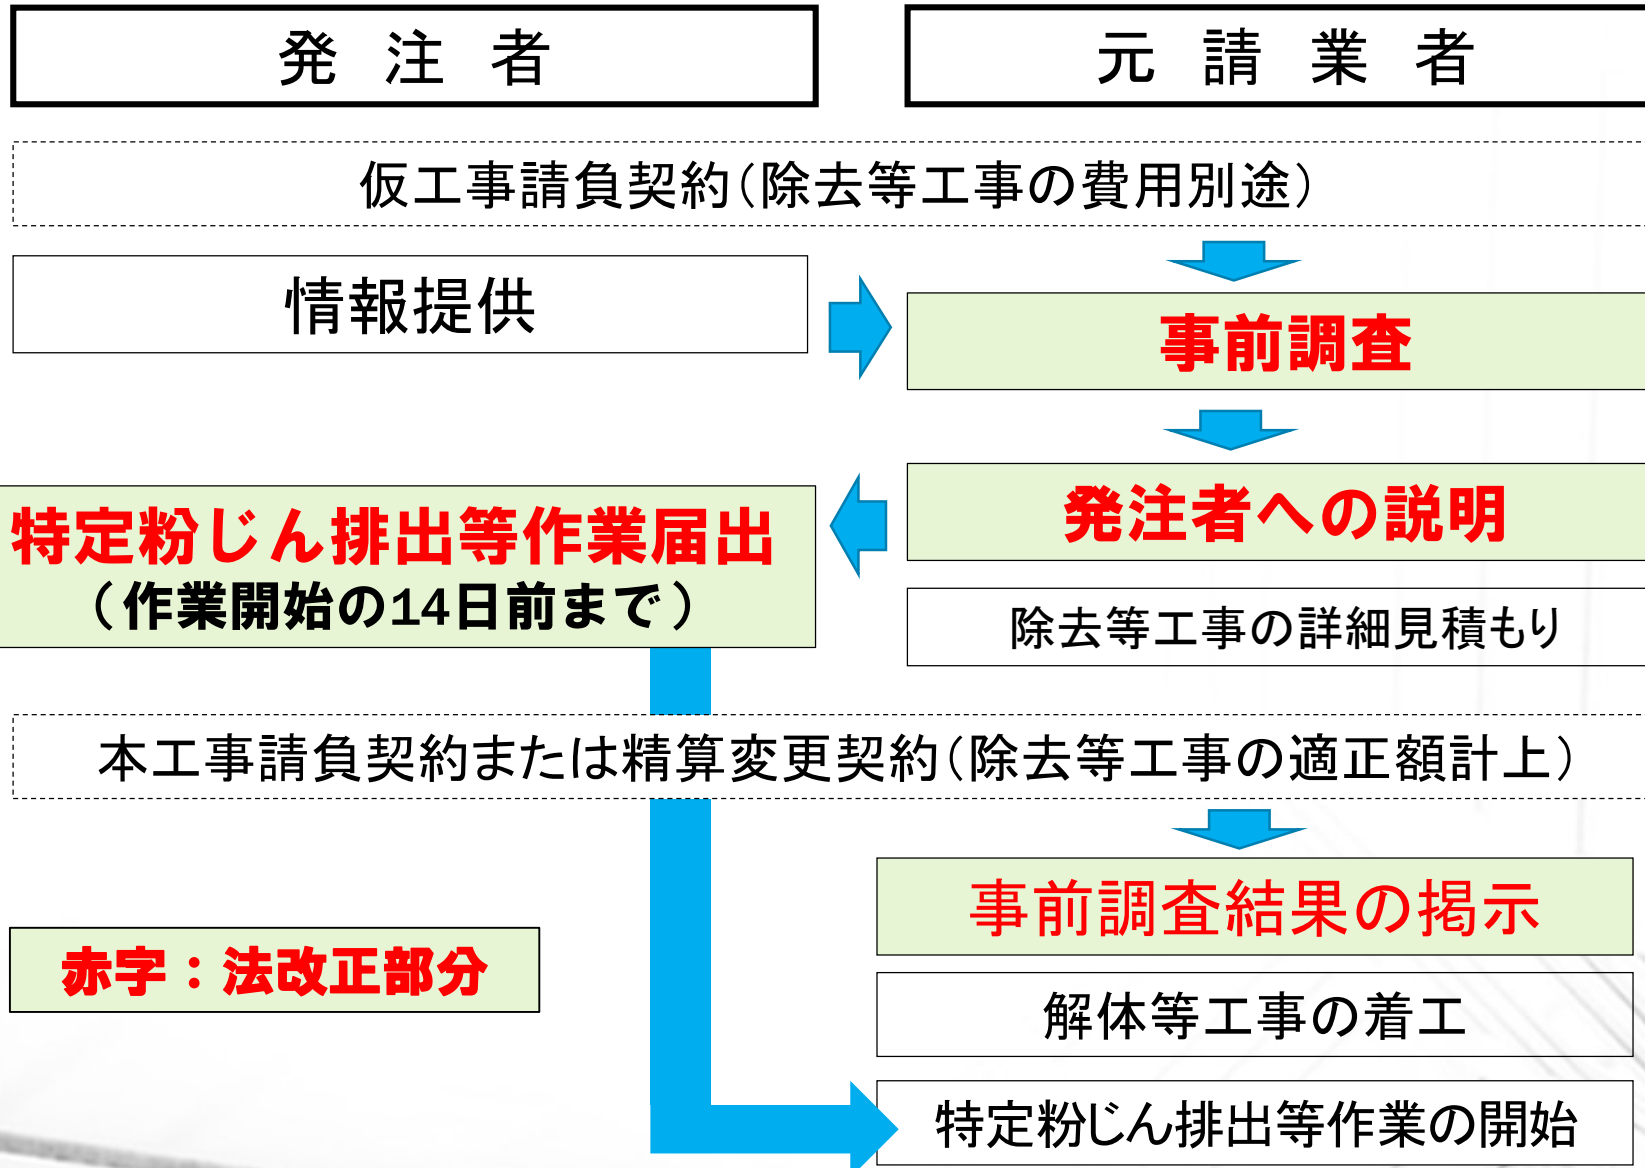 発注者
元請業者
仮工事請負契約（除去等工事の費用別途）
情報提供
事前調査
発注者への説明
特定粉じん排出等作業届出
（作業開始の14日前まで）
除去等工事の詳細見積もり
本工事請負契約または精算変更契約（除去等工事の適正額計上）
事前調査結果の掲示
赤字：法改正部分
解体等工事の着工
特定粉じん排出等作業の開始